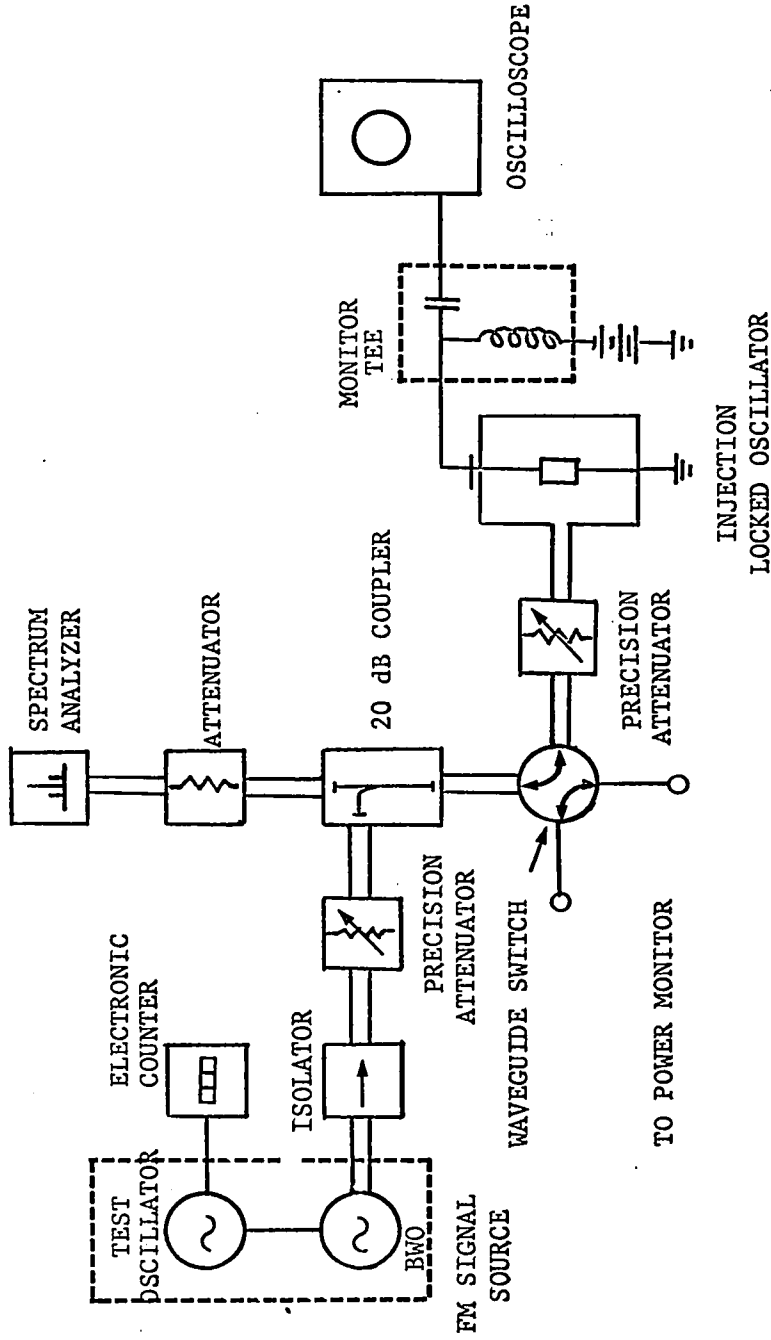 TEST
OSCILLATOR
BWO
FM SIGNAL
SOURCE
ELECTRONIC
COUNTER
ISOLATOR
PRECISION
ATTENUATOR
SPECTRUM
ANALYZER
ATTENUATOR
20 dB COUPLER
WAVEGUIDE SWITCH
TO POWER MONITOR
PRECISION
ATTENUATOR
MONITOR
TEE
INJECTION
LOCKED OSCILLATOR
OSCILLOSCOPE